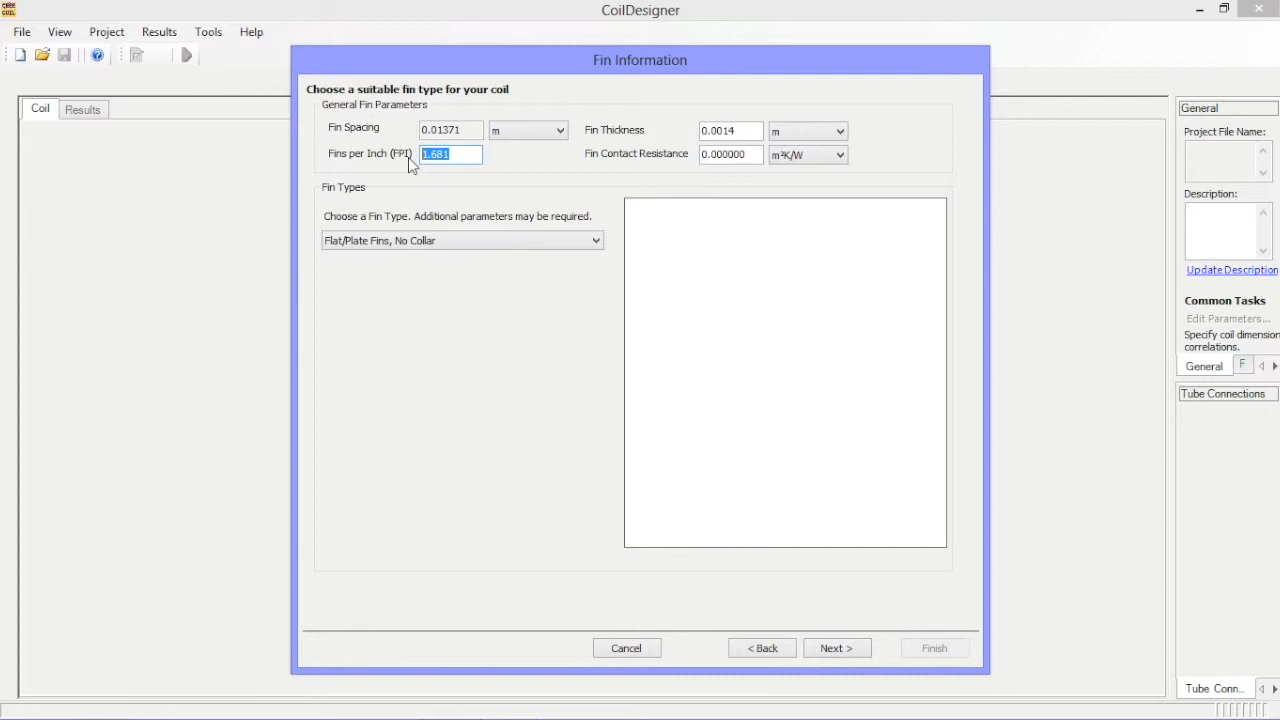 CoilDesigner
File View Project Results Tools Help
Fin Information
Coil Results
Choose a suitable fin type for your coil
General Fin Parameters
Fin Spacing 0.01371 m Fin Thickness 0.0014 m
Fins per Inch (FPI) 1.681 Fin Contact Resistance 0.000000 m²K/W
Fin Types
Choose a Fin Type. Additional parameters may be required.
Flat/Plate Fins, No Collar
Cancel < Back Next > Finish
General
Project File Name:
Description:
Update Description
Common Tasks
Edit Parameters...
Specify coil dimension
correlations.
General F
Tube Connections
Tube Conn...